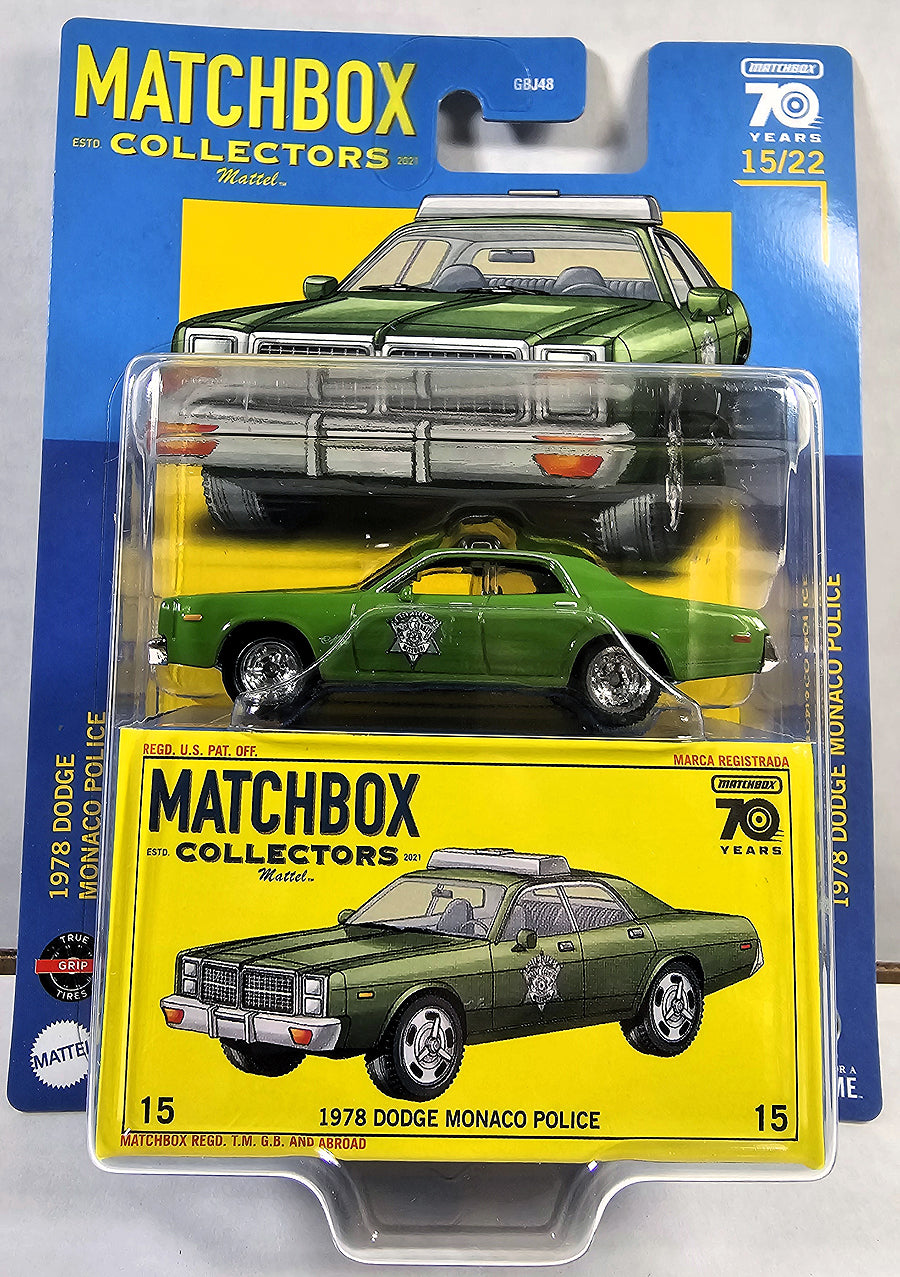 MATCHBOX
ESTD. COLLECTORS 2021
Mattel™
GBJ48
MATCHBOX
70
YEARS
15/22
1978 DODGE
MONACO POLICE
1978 DODGE MONACO POLICE
TRUE
GRIP
TIRES
MATTEL
REGD. U.S. PAT. OFF.
MARCA REGISTRADA
MATCHBOX
ESTD. COLLECTORS 2021
Mattel™
MATCHBOX
70
YEARS
15
1978 DODGE MONACO POLICE
15
MATCHBOX REGD. T.M. G.B. AND ABROAD